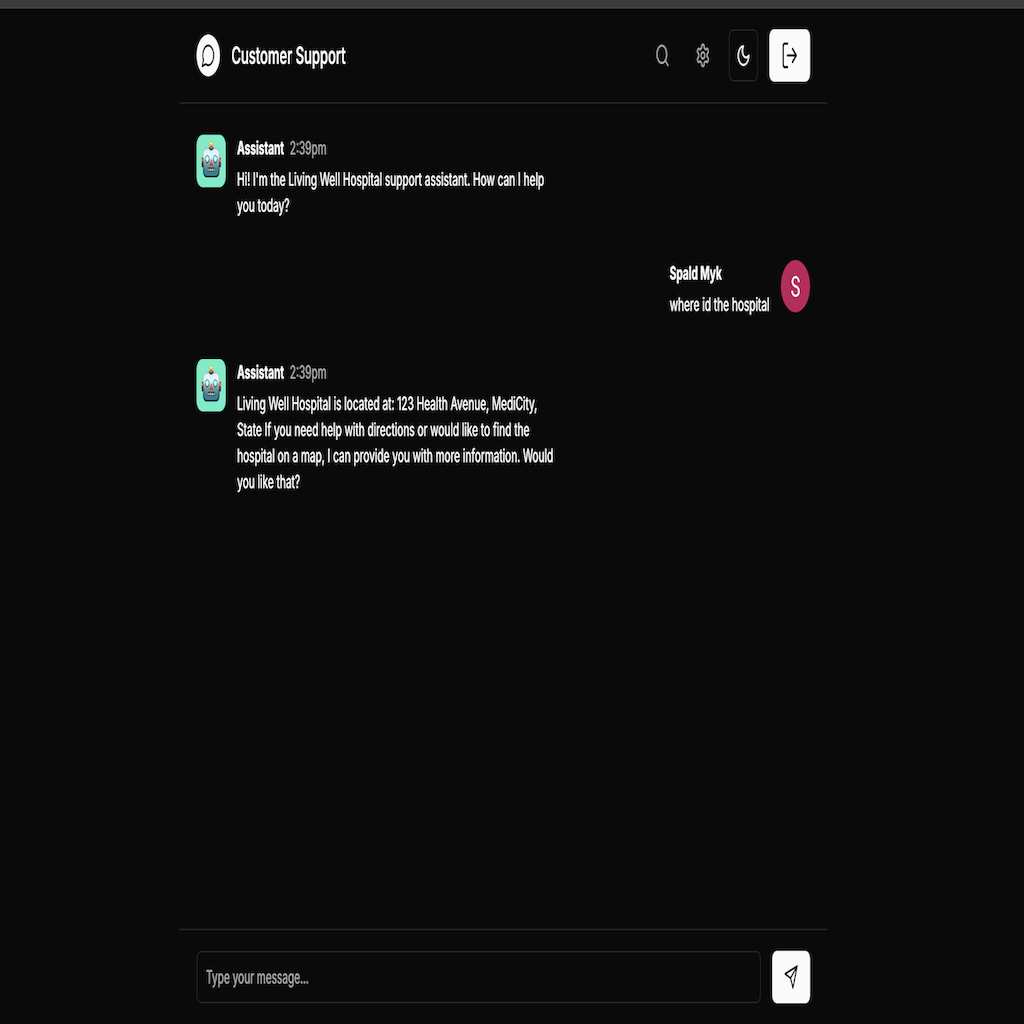 Customer Support
Assistant 2:39pm
Hi! I'm the Living Well Hospital support assistant. How can I help
you today?
Spald Myk
S
where id the hospital
Assistant 2:39pm
Living Well Hospital is located at: 123 Health Avenue, MediCity,
State If you need help with directions or would like to find the
hospital on a map, I can provide you with more information. Would
you like that?
Type your message...